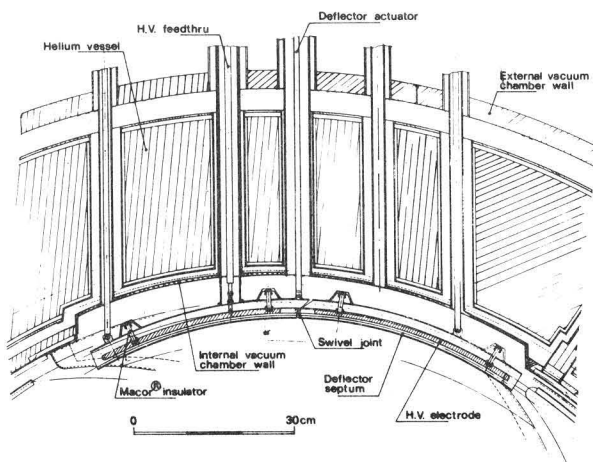 Deflector actuator
H.V. feedthru
Helium vessel
External vacuum
chamber wall
Internal vacuum
chamber wall
Swivel joint
Deflector
septum
Macor® insulator
H.V. electrode
0 30cm